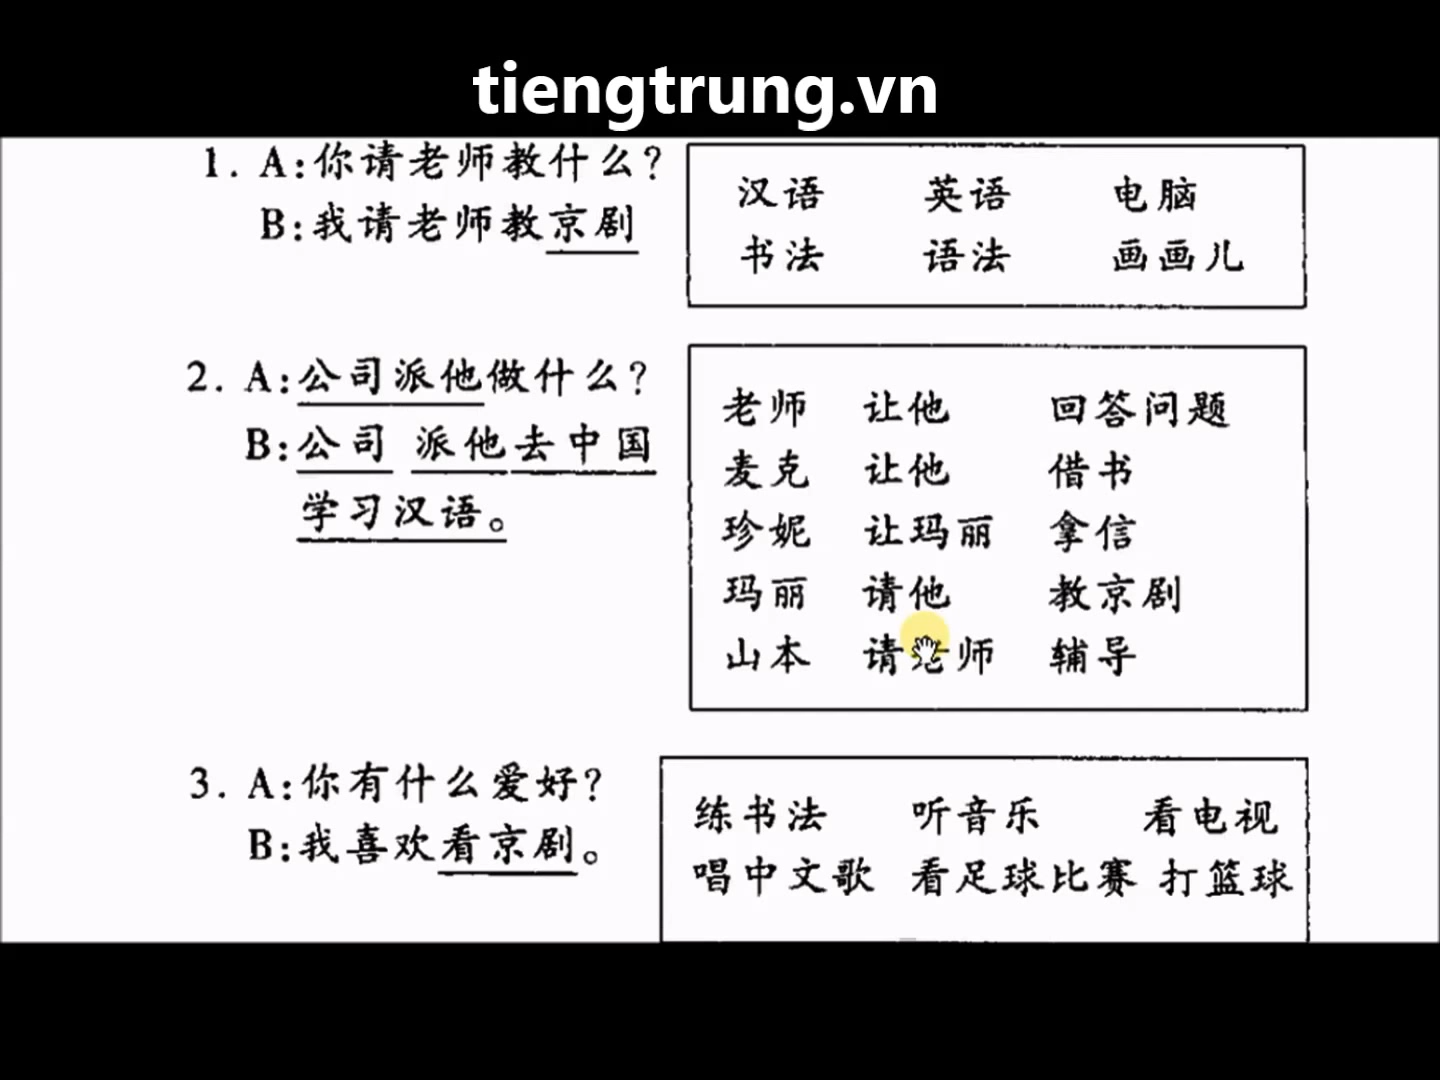 tiengtrung.vn
1. A:你请老师教什么?
B:我请老师教京剧
汉语 英语 电脑
书法 语法 画画儿
2. A:公司派他做什么?
B:公司 派他去中国
学习汉语。
老师 让他 回答问题
麦克 让他 借书
珍妮 让玛丽 拿信
玛丽 请他 教京剧
山本 请老师 辅导
3. A:你有什么爱好?
B:我喜欢看京剧。
练书法 听音乐 看电视
唱中文歌 看足球比赛 打篮球